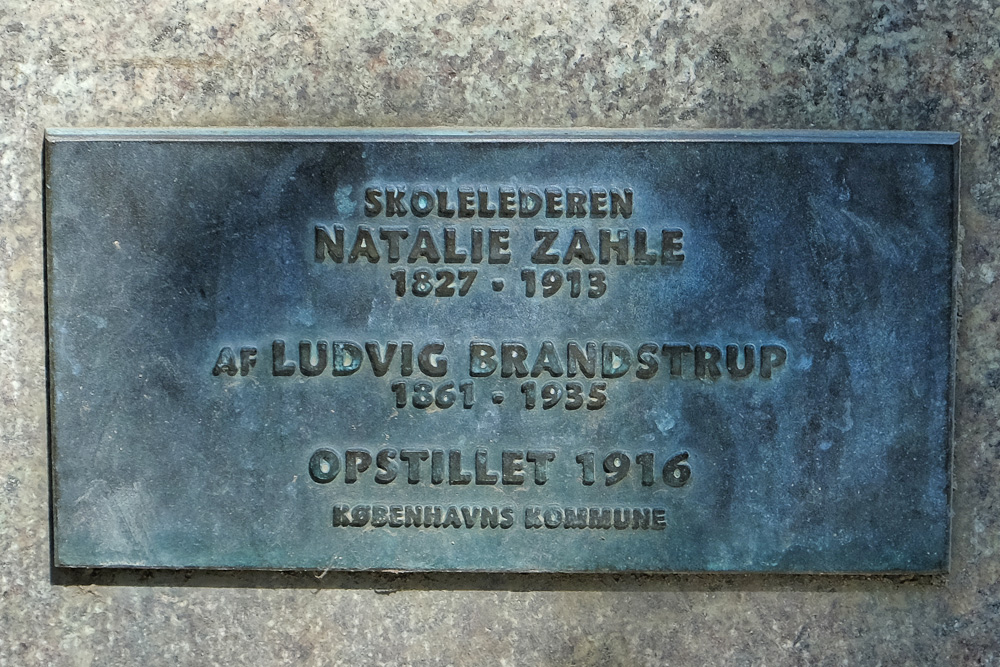 SKOLELEDEREN
NATALIE ZAHLE
1827 - 1913
AF LUDVIG BRANDSTRUP
1861 - 1935
OPSTILLET 1916
KØBENHAVNS KOMMUNE